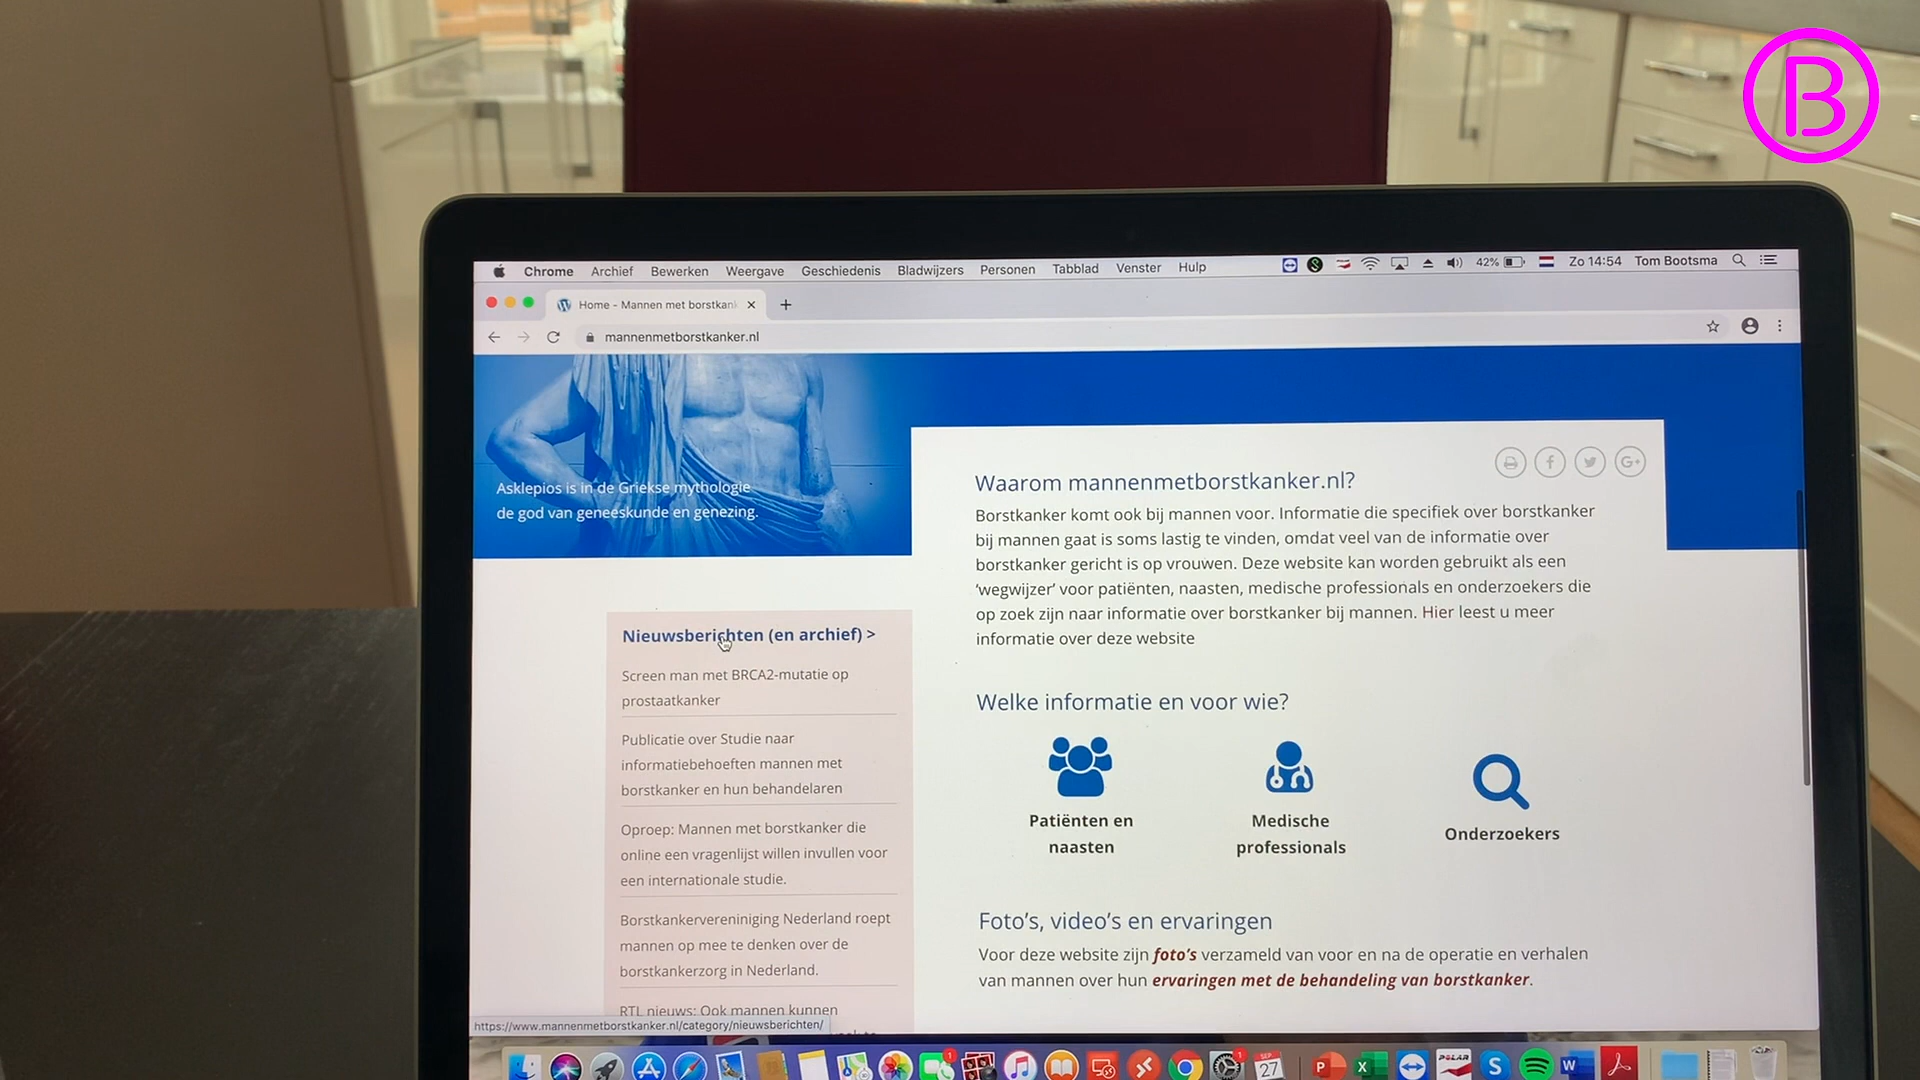 B
Chrome Archief Bewerken Weergave Geschiedenis Bladwijzers Personen Tabblad Venster Hulp
42% Zo 14:54 Tom Bootsma
Home - Mannen met borstkan
mannenmetborstkanker.nl
Asklepios is in de Griekse mythologie
de god van geneeskunde en genezing.
Nieuwsberichten (en archief) >
Screen man met BRCA2-mutatie op
prostaatkanker
Publicatie over Studie naar
informatiebehoeften mannen met
borstkanker en hun behandelaren
Oproep: Mannen met borstkanker die
online een vragenlijst willen invullen voor
een internationale studie.
Borstkankervereniniging Nederland roept
mannen op mee te denken over de
borstkankerzorg in Nederland.
RTL nieuws: Ook mannen kunnen
https://www.mannenmetborstkanker.nl/category/nieuwsberichten/
Waarom mannenmetborstkanker.nl?
Borstkanker komt ook bij mannen voor. Informatie die specifiek over borstkanker
bij mannen gaat is soms lastig te vinden, omdat veel van de informatie over
borstkanker gericht is op vrouwen. Deze website kan worden gebruikt als een
‘wegwijzer’ voor patiënten, naasten, medische professionals en onderzoekers die
op zoek zijn naar informatie over borstkanker bij mannen. Hier leest u meer
informatie over deze website
Welke informatie en voor wie?
Patiënten en
naasten
Medische
professionals
Onderzoekers
Foto’s, video’s en ervaringen
Voor deze website zijn foto’s verzameld van voor en na de operatie en verhalen
van mannen over hun ervaringen met de behandeling van borstkanker.
SEP
27
POLAR